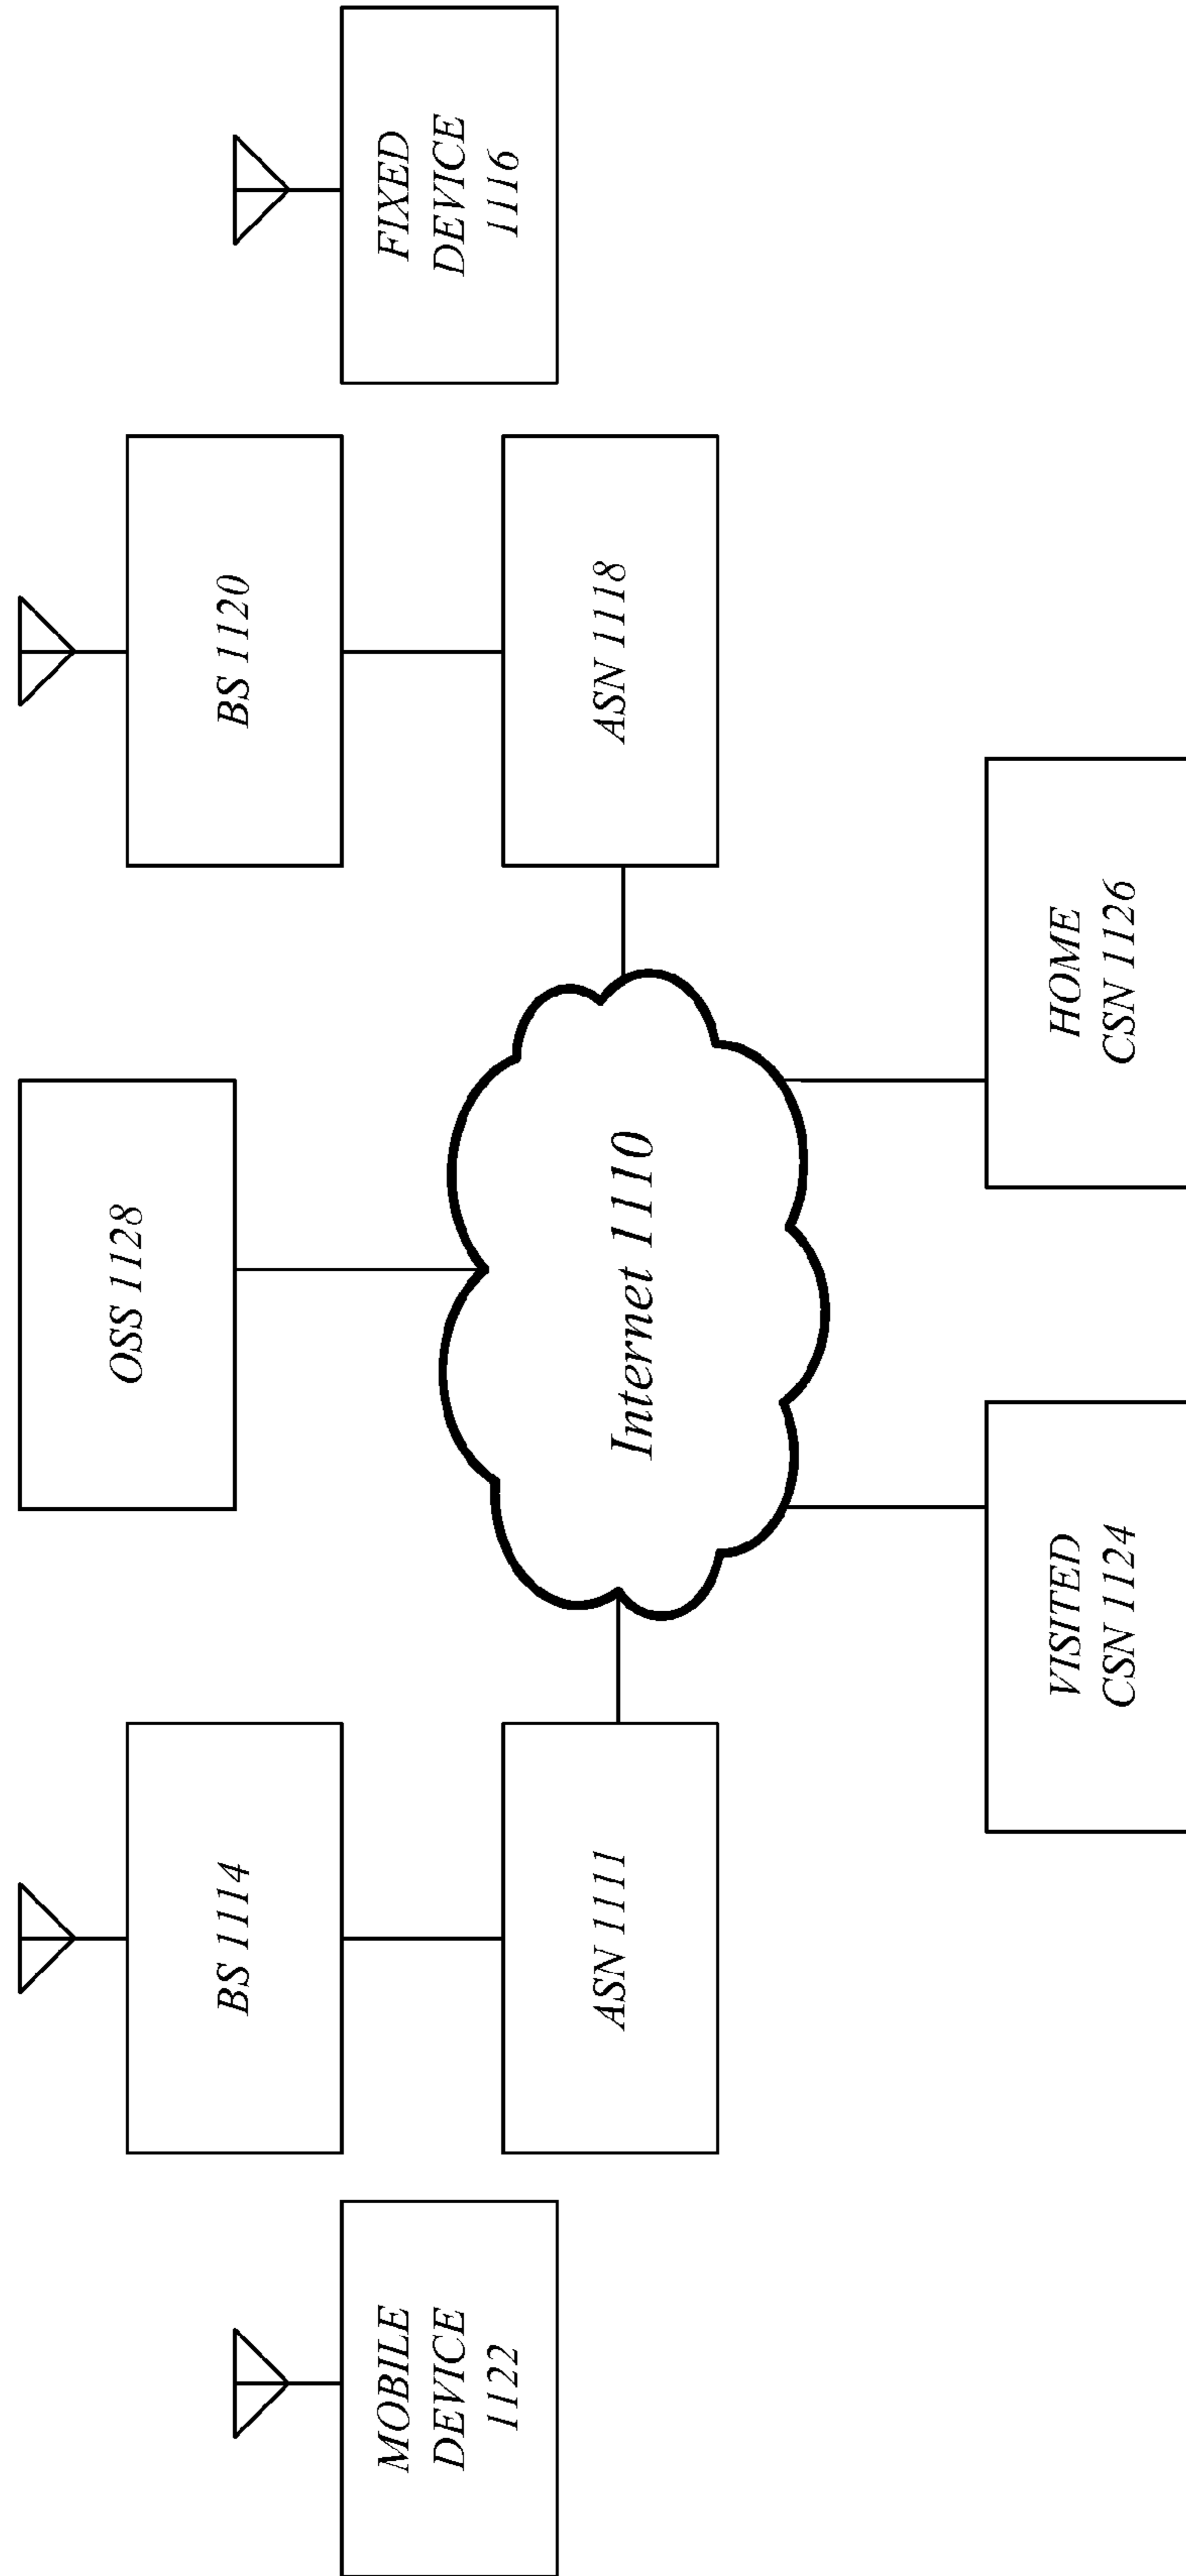 OSS 1128
BS 1114
BS 1120
MOBILE
DEVICE
1122
FIXED
DEVICE
1116
ASN 1111
Internet 1110
ASN 1118
VISITED
CSN 1124
HOME
CSN 1126